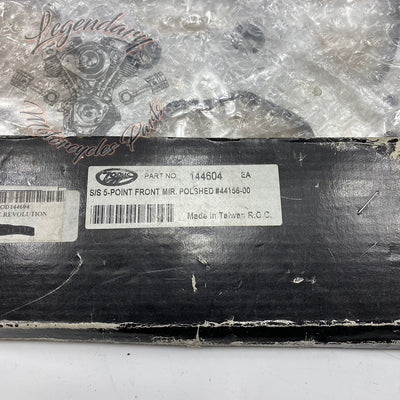 Legendary
Motorcycles Parts
PART NO. 144604 EA
S/S 5-POINT FRONT MIR. POLSHED #44156-00
Made in Taiwan R.O.C.
REVOLUTION